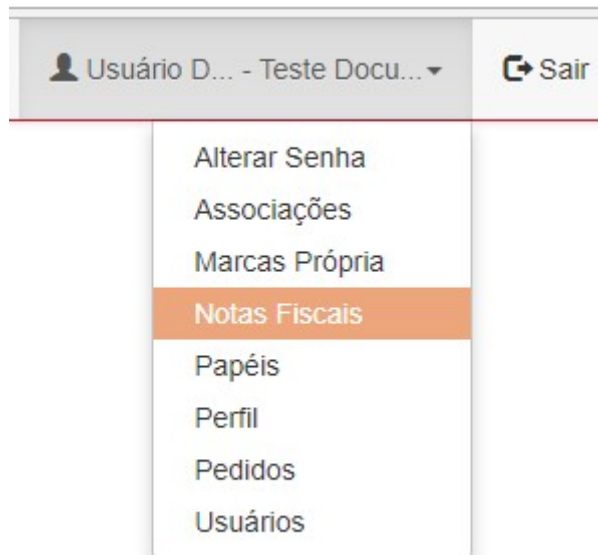 Usuário D... - Teste Docu... Sair
Alterar Senha
Associações
Marcas Própria
Notas Fiscais
Papéis
Perfil
Pedidos
Usuários